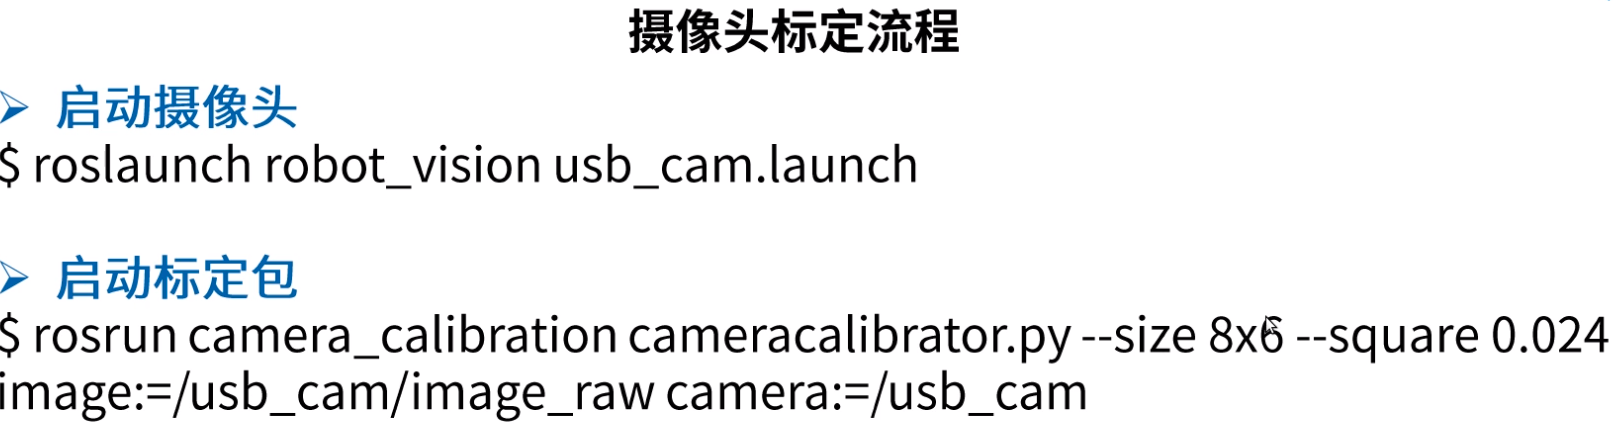 摄像头标定流程
➢ 启动摄像头
$ roslaunch robot_vision usb_cam.launch
➢ 启动标定包
$ rosrun camera_calibration cameracalibrator.py --size 8x6 --square 0.024
image:=/usb_cam/image_raw camera:=/usb_cam